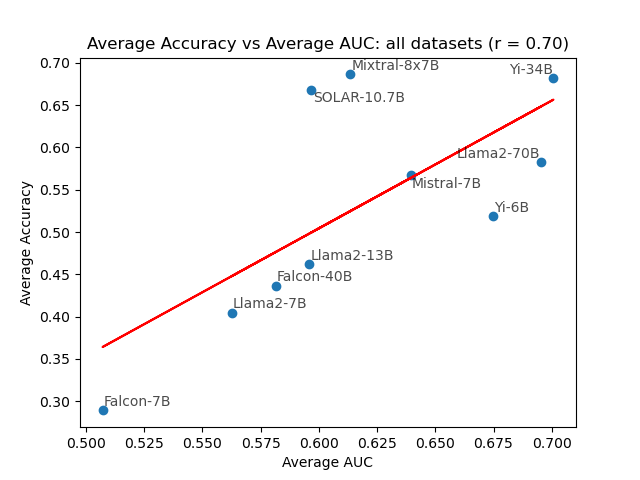 Average Accuracy vs Average AUC: all datasets (r = 0.70)
Average Accuracy
0.70
0.65
0.60
0.55
0.50
0.45
0.40
0.35
0.30
Mixtral-8x7B
Yi-34B
SOLAR-10.7B
Llama2-70B
Mistral-7B
Yi-6B
Llama2-13B
Falcon-40B
Llama2-7B
Falcon-7B
0.500 0.525 0.550 0.575 0.600 0.625 0.650 0.675 0.700
Average AUC